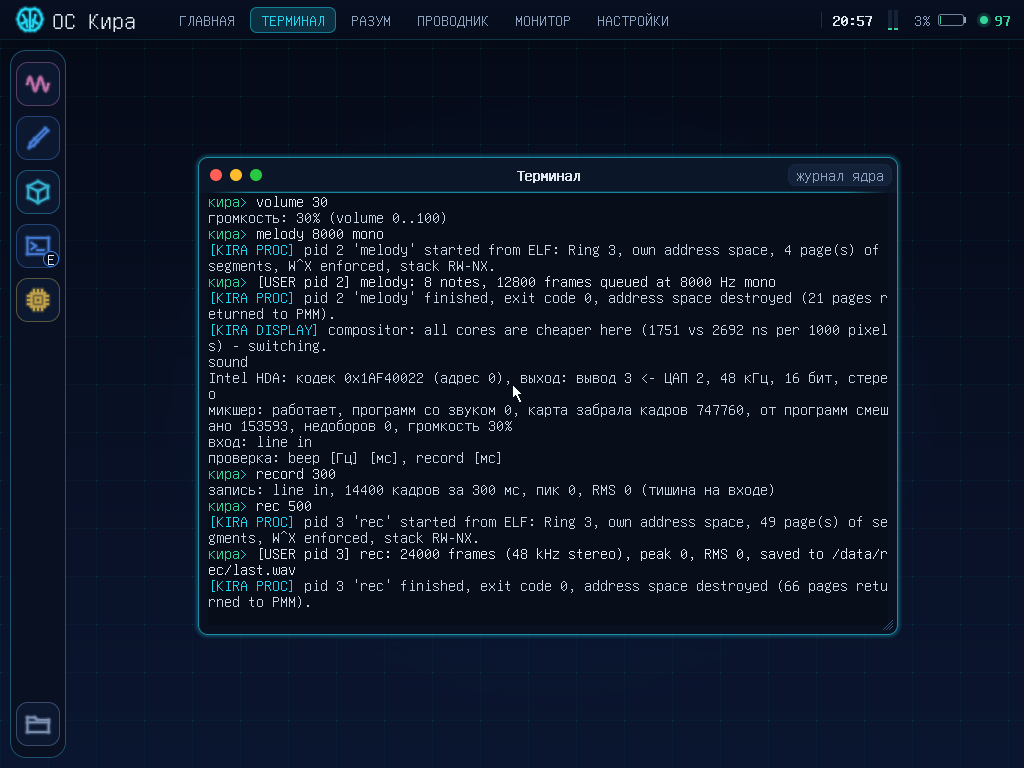 ОС Кира
ГЛАВНАЯ
ТЕРМИНАЛ
РАЗУМ
ПРОВОДНИК
МОНИТОР
НАСТРОЙКИ
20:57
3%
97
Терминал
журнал ядра
кира> volume 30
громкость: 30% (volume 0..100)
кира> melody 8000 mono
[KIRA PROC] pid 2 'melody' started from ELF: Ring 3, own address space, 4 page(s) of
segments, W^X enforced, stack RW-NX.
кира> [USER pid 2] melody: 8 notes, 12800 frames queued at 8000 Hz mono
[KIRA PROC] pid 2 'melody' finished, exit code 0, address space destroyed (21 pages r
eturned to PMM).
[KIRA DISPLAY] compositor: all cores are cheaper here (1751 vs 2692 ns per 1000 pixel
s) - switching.
sound
Intel HDA: кодек 0x1AF40022 (адрес 0), выход: вывод 3 <- ЦАП 2, 48 кГц, 16 бит, стере
о
микшер: работает, программ со звуком 0, карта забрала кадров 747760, от программ смеш
ано 153593, недоборов 0, громкость 30%
вход: line in
проверка: beep [Гц] [мс], record [мс]
кира> record 300
запись: line in, 14400 кадров за 300 мс, пик 0, RMS 0 (тишина на входе)
кира> rec 500
[KIRA PROC] pid 3 'rec' started from ELF: Ring 3, own address space, 49 page(s) of se
gments, W^X enforced, stack RW-NX.
кира> [USER pid 3] rec: 24000 frames (48 kHz stereo), peak 0, RMS 0, saved to /data/r
ec/last.wav
[KIRA PROC] pid 3 'rec' finished, exit code 0, address space destroyed (66 pages retu
rned to PMM).
E